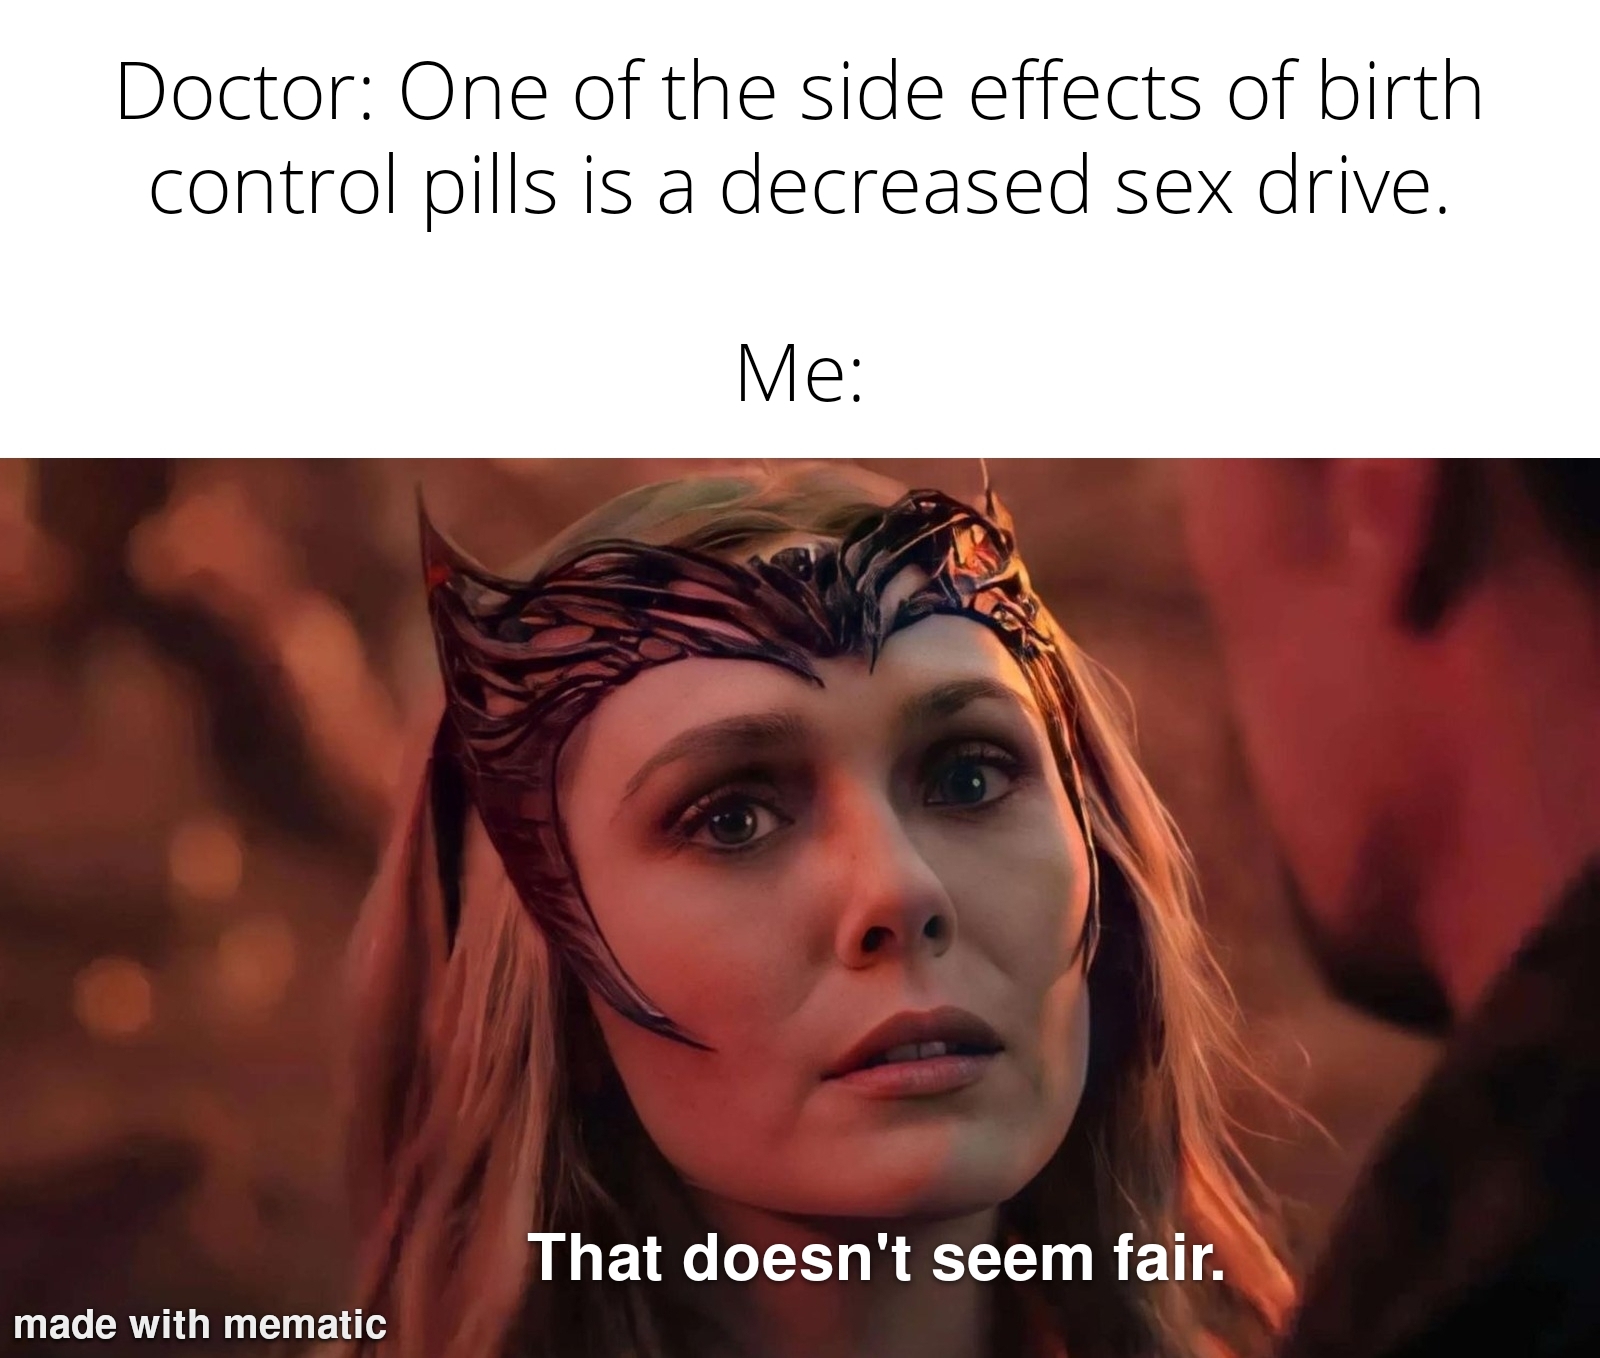 Doctor: One of the side effects of birth
control pills is a decreased sex drive.
Me:
That doesn't seem fair.
made with mematic